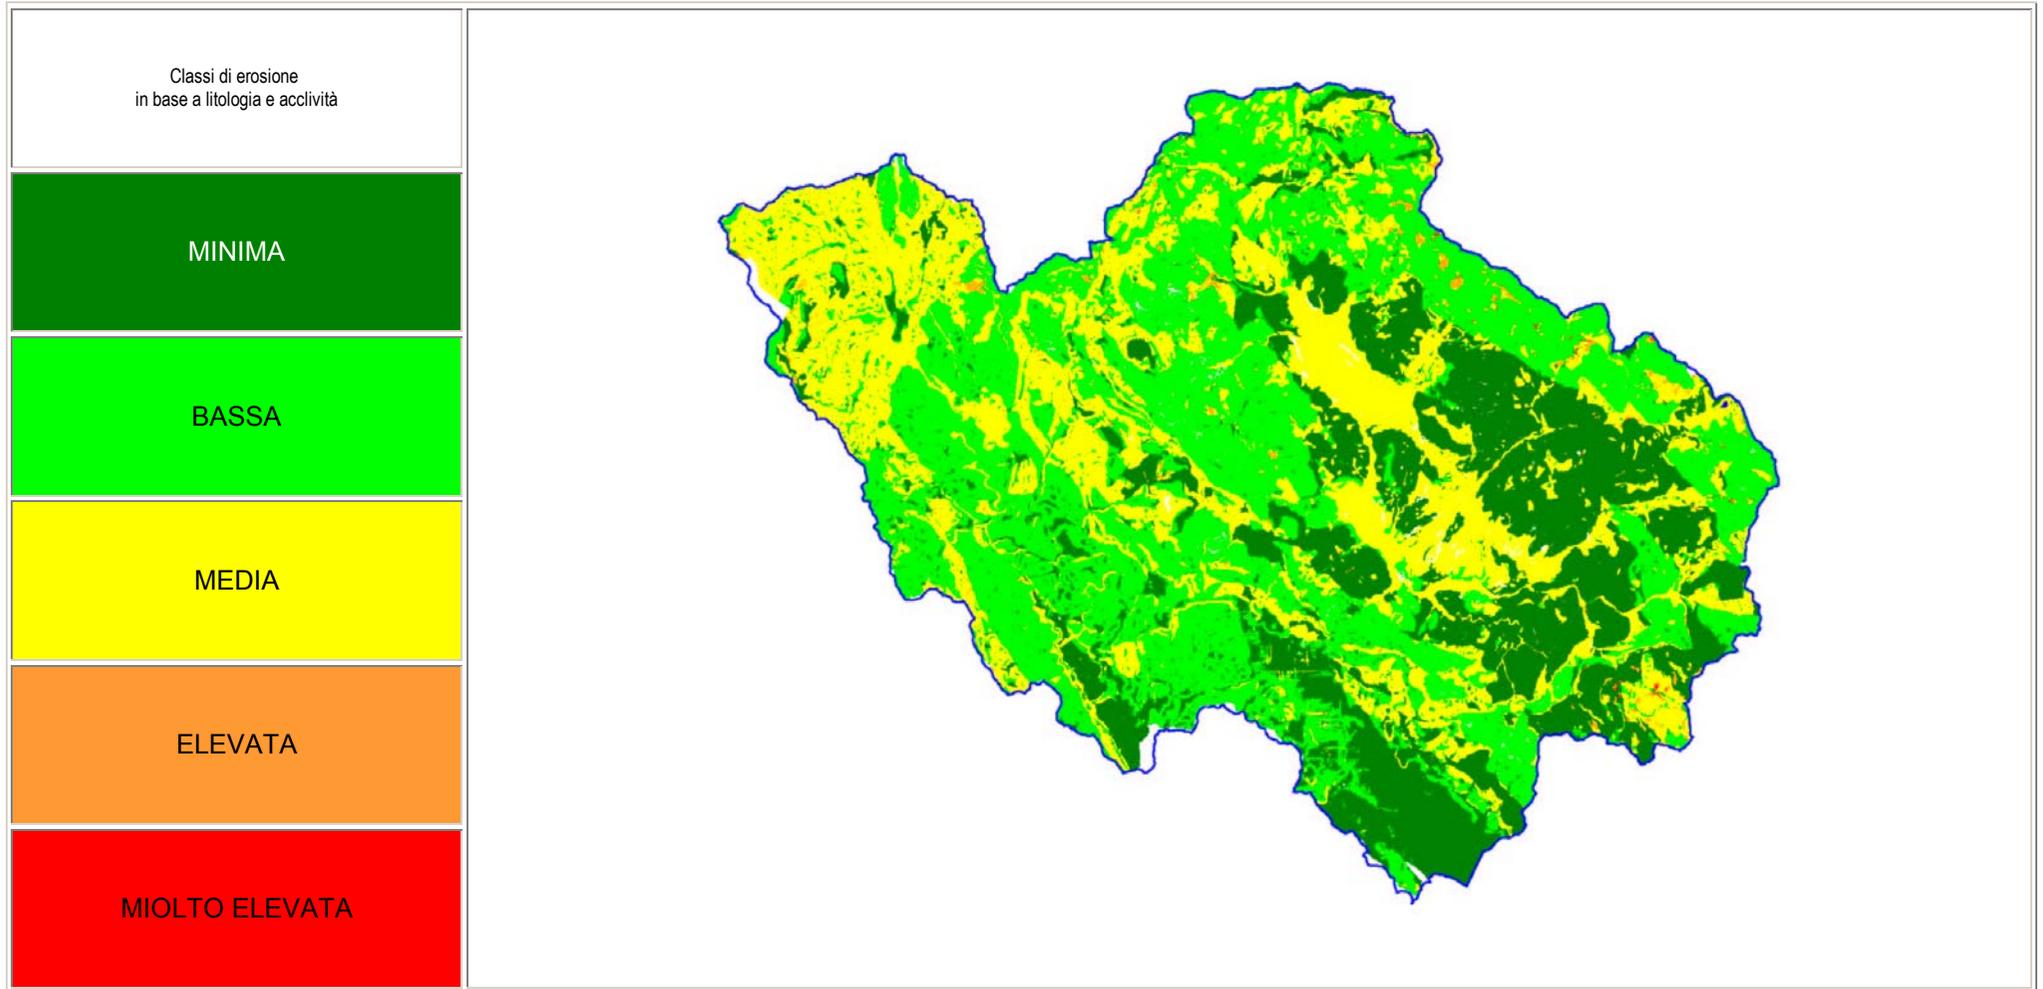 Classi di erosione
in base a litologia e acclività
MINIMA
BASSA
MEDIA
ELEVATA
MIOLTO ELEVATA